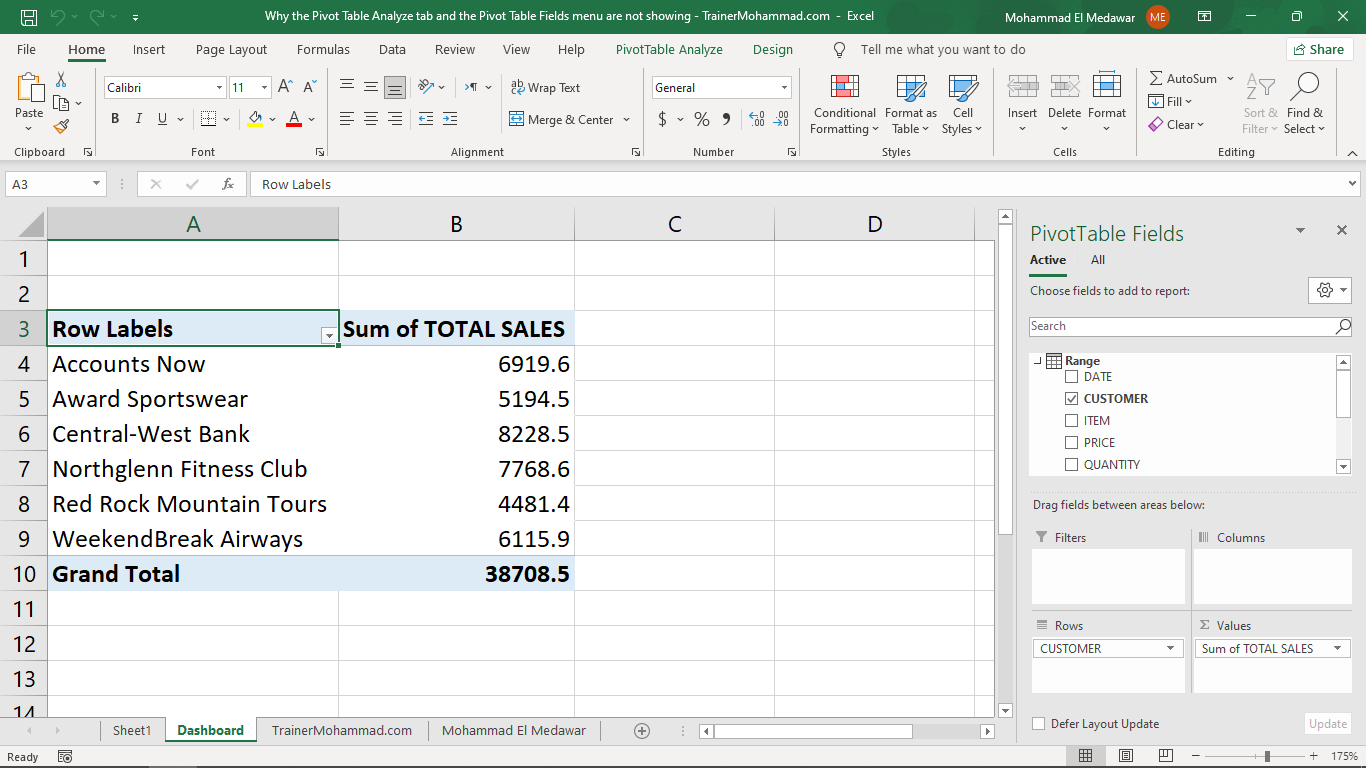 Why the Pivot Table Analyze tab and the Pivot Table Fields menu are not showing - TrainerMohammad.com - Excel
Mohammad El Medawar ME
File Home Insert Page Layout Formulas Data Review View Help PivotTable Analyze Design Tell me what you want to do Share
Paste
Clipboard
Calibri 11
B I U
Font
Wrap Text
Merge & Center
Alignment
General
$ % 9
Number
Conditional Formatting
Format as Table
Cell Styles
Styles
Insert Delete Format
Cells
AutoSum
Fill
Clear
Sort & Filter
Find & Select
Editing
A3 fx Row Labels
A B C D
1
2
3 Row Labels Sum of TOTAL SALES
4 Accounts Now 6919.6
5 Award Sportswear 5194.5
6 Central-West Bank 8228.5
7 Northglenn Fitness Club 7768.6
8 Red Rock Mountain Tours 4481.4
9 WeekendBreak Airways 6115.9
10 Grand Total 38708.5
11
12
13
14
PivotTable Fields
Active All
Choose fields to add to report:
Search
Range
DATE
CUSTOMER
ITEM
PRICE
QUANTITY
Drag fields between areas below:
Filters Columns
Rows Σ Values
CUSTOMER Sum of TOTAL SALES
Defer Layout Update Update
Sheet1 Dashboard TrainerMohammad.com Mohammad El Medawar
Ready 175%